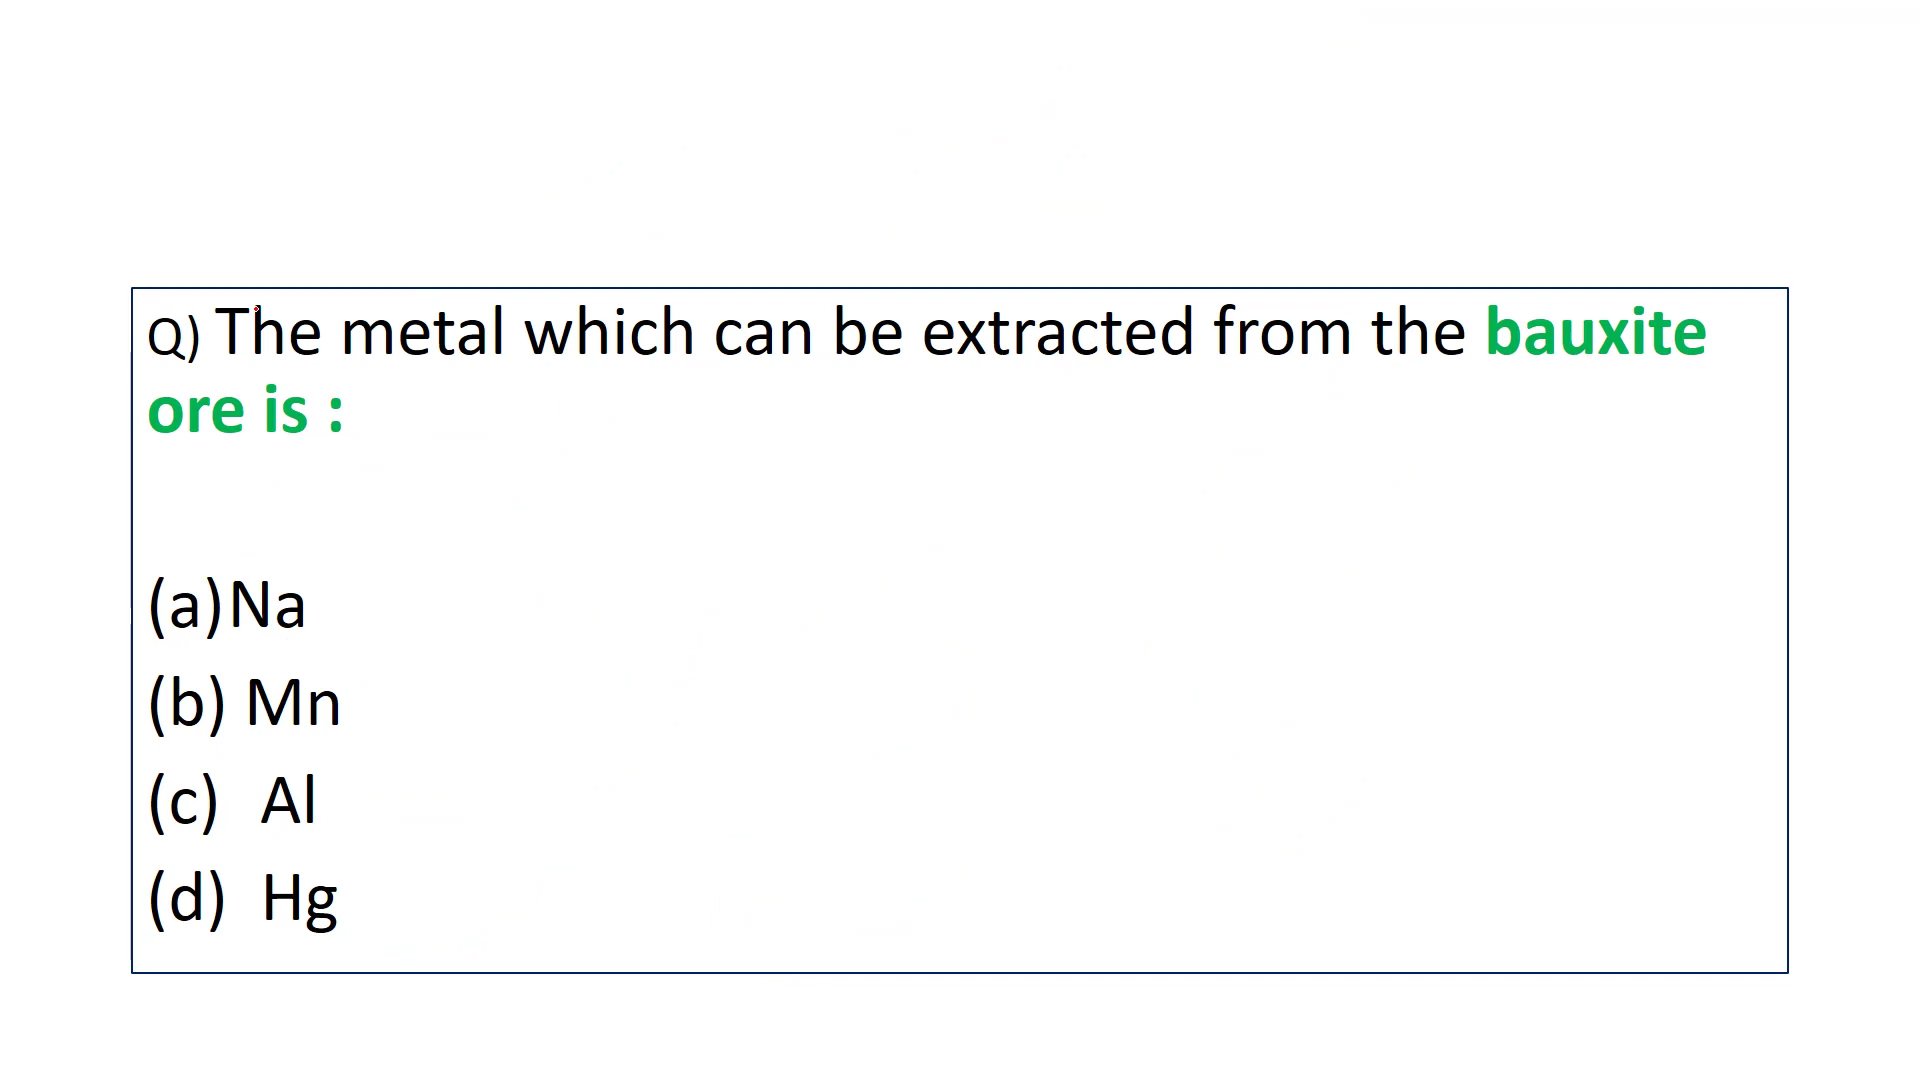 Q) The metal which can be extracted from the bauxite
ore is :
(a)Na
(b) Mn
(c) Al
(d) Hg